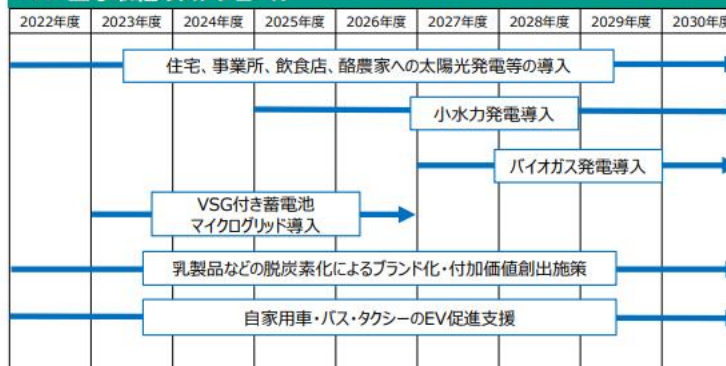 2022年度 2023年度 2024年度 2025年度 2026年度 2027年度 2028年度 2029年度 2030年度
住宅、事業所、飲食店、酪農家への太陽光発電等の導入
小水力発電導入
バイオガス発電導入
VSG付き蓄電池
マイクログリッド導入
乳製品などの脱炭素化によるブランド化・付加価値創出施策
自家用車・バス・タクシーのEV促進支援